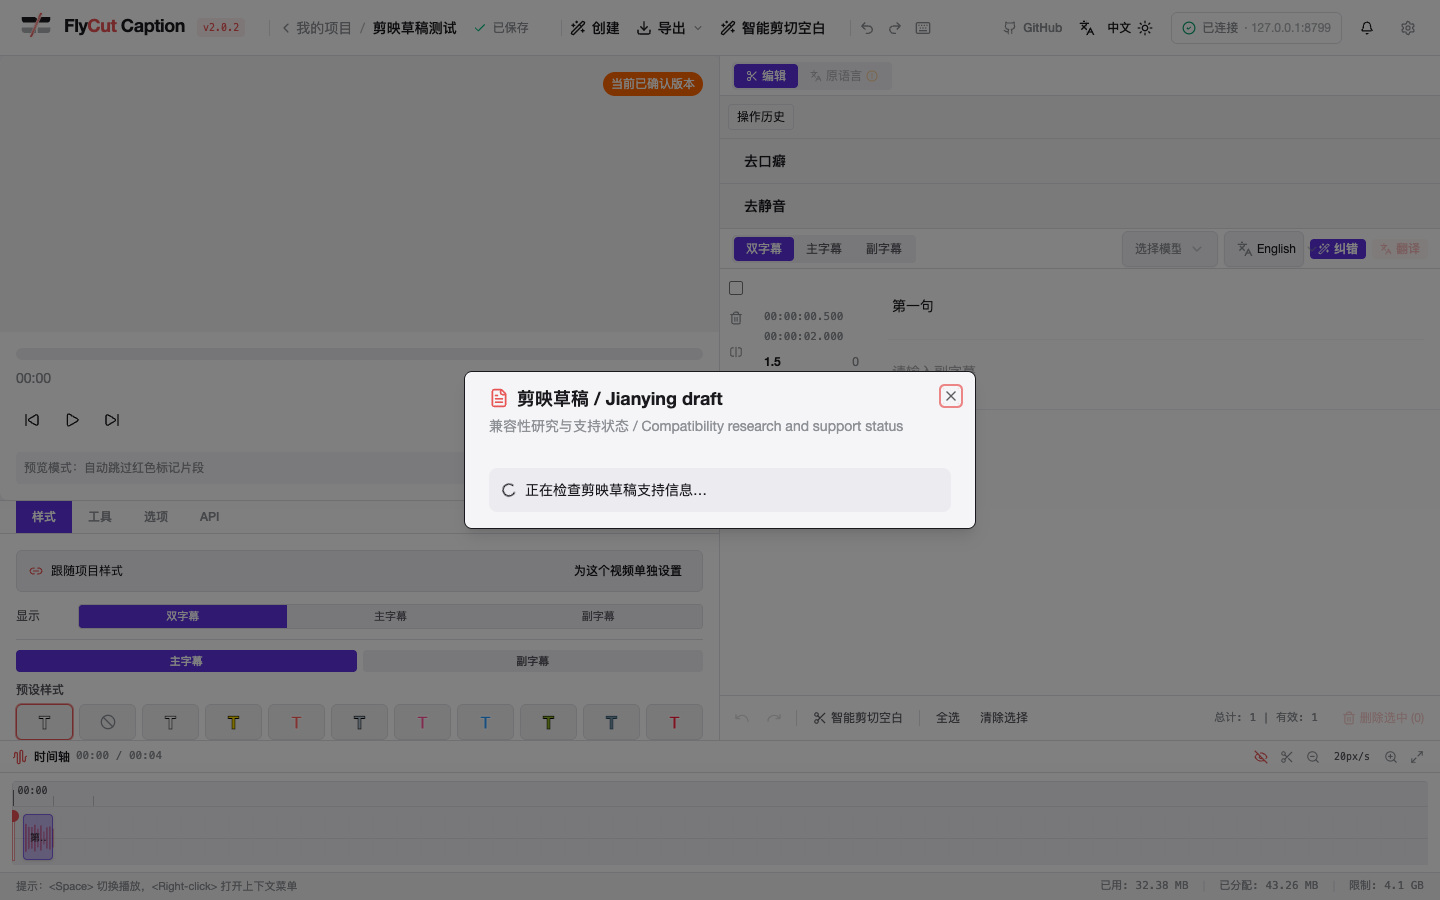 FlyCut Caption v2.0.2 我的项目 / 剪映草稿测试 已保存 创建 导出 智能剪切空白 GitHub 中文 已连接 · 127.0.0.1:8799
当前已确认版本
编辑 原语言
操作历史
去口癖
去静音
双字幕 主字幕 副字幕 选择模型 English 纠错 翻译
第一句
00:00:00.500
00:00:02.000
1.5 0
请输入副字幕
00:00
预览模式：自动跳过红色标记片段
剪映草稿 / Jianying draft
兼容性研究与支持状态 / Compatibility research and support status
正在检查剪映草稿支持信息...
样式 工具 选项 API
跟随项目样式 为这个视频单独设置
显示 双字幕 主字幕 副字幕
主字幕 副字幕
预设样式
T T T T T T T T T T
智能剪切空白 全选 清除选择 总计: 1 | 有效: 1 删除选中 (0)
时间轴 00:00 / 00:04 20px/s
00:00
第...
提示: <Space> 切换播放, <Right-click> 打开上下文菜单 已用: 32.38 MB 已分配: 43.26 MB 限制: 4.1 GB